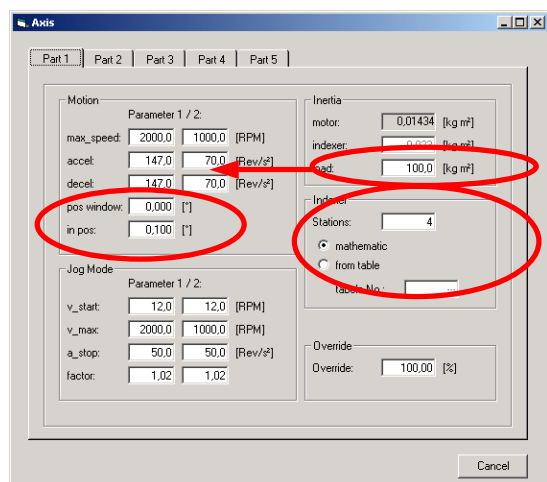 Axis
Part 1 Part 2 Part 3 Part 4 Part 5
Motion
Parameter 1 / 2:
max_speed: 2000,0 1000,0 [RPM]
accel: 147,0 70,0 [Rev/s²]
decel: 147,0 70,0 [Rev/s²]
pos window: 0,000 [°]
in pos: 0,100 [°]
Jog Mode
Parameter 1 / 2:
v_start: 12,0 12,0 [RPM]
v_max: 2000,0 1000,0 [RPM]
a_stop: 50,0 50,0 [Rev/s²]
factor: 1,02 1,02
Inertia
motor: 0,01434 [kg m²]
indexer: [kg m²]
load: 100,0 [kg m²]
Indexer
Stations: 4
mathematic
from table
tabele No.: ---
Override
Override: 100,00 [%]
Cancel